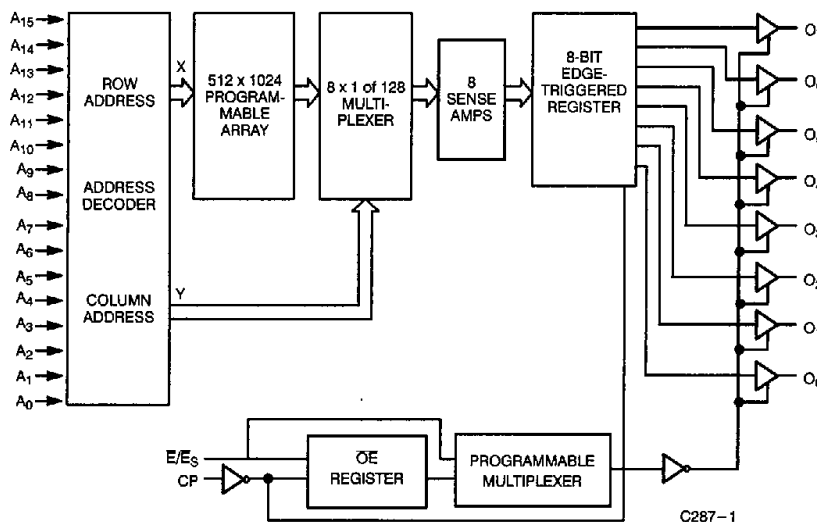 A15
A14
A13
A12
A11
A10
A9
A8
A7
A6
A5
A4
A3
A2
A1
A0
ROW
ADDRESS
ADDRESS
DECODER
COLUMN
ADDRESS
X
Y
512 x 1024
PROGRAM-
MABLE
ARRAY
8 x 1 of 128
MULTI-
PLEXER
8
SENSE
AMPS
8-BIT
EDGE-
TRIGGERED
REGISTER
O
O
O
O
O
O
O
O
E̅/E̅S
CP
O̅E̅
REGISTER
PROGRAMMABLE
MULTIPLEXER
C287–1